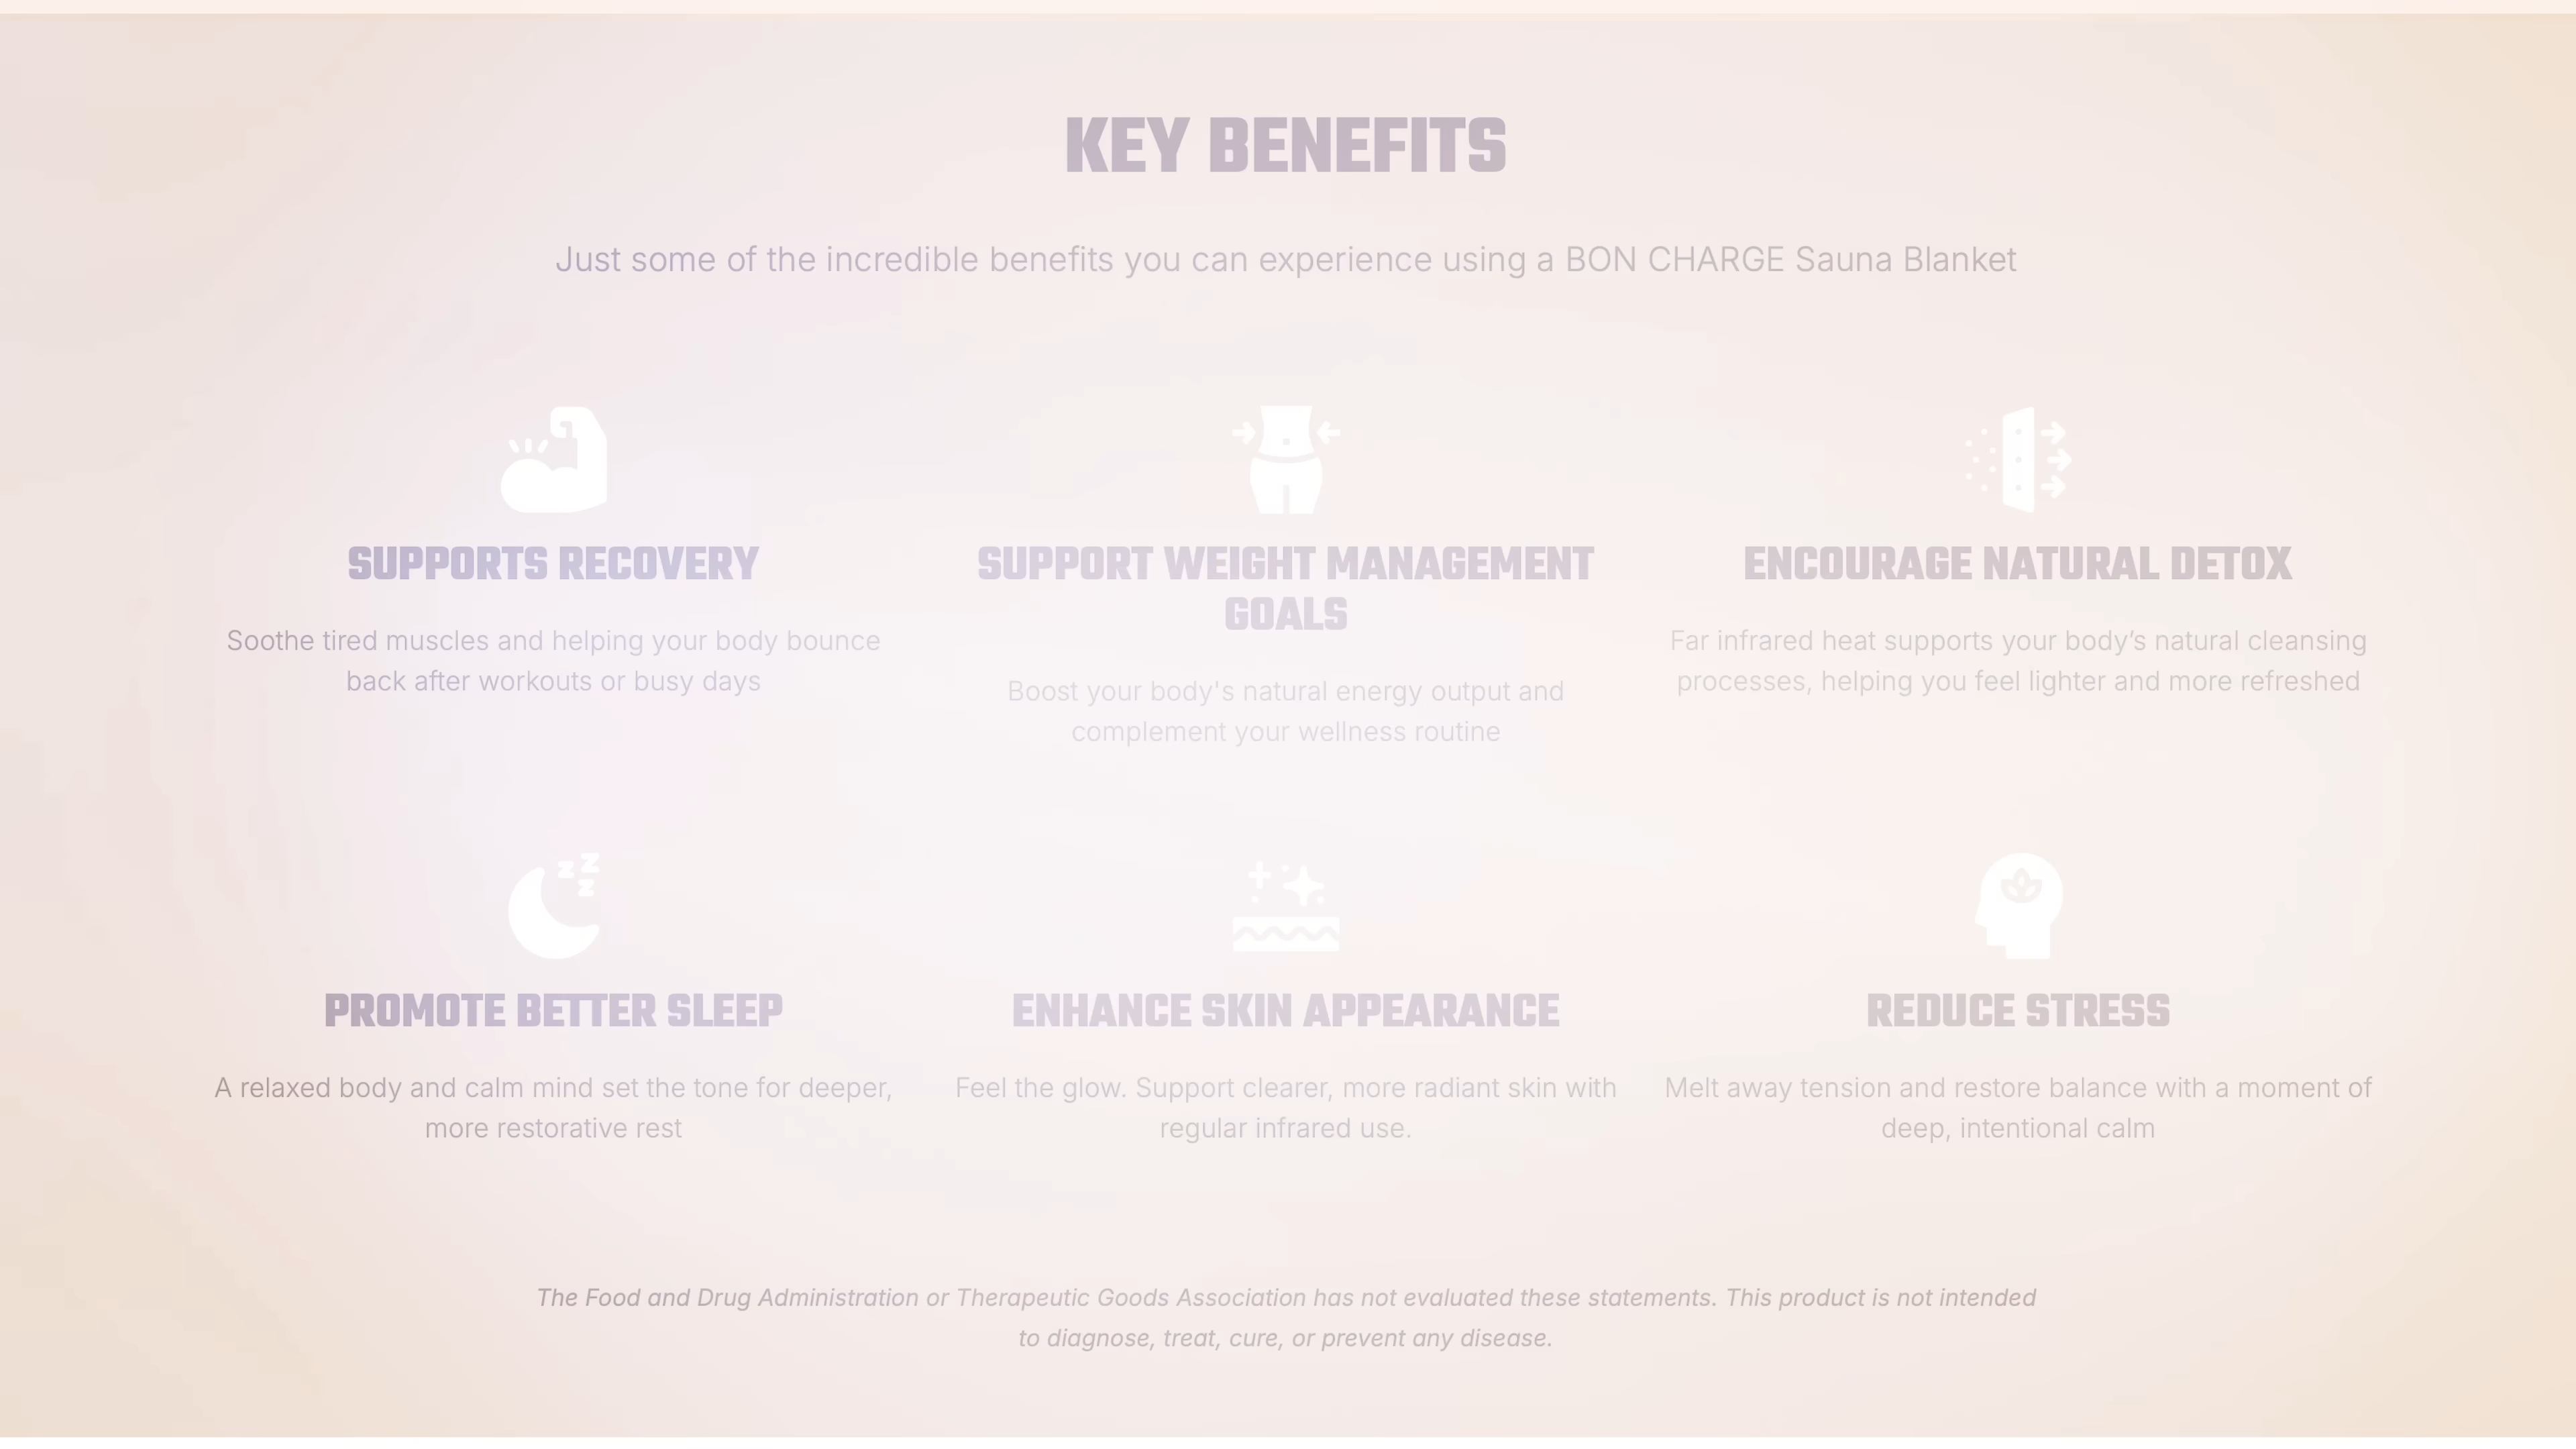 KEY BENEFITS
Just some of the incredible benefits you can experience using a BON CHARGE Sauna Blanket
SUPPORTS RECOVERY
Soothe tired muscles and helping your body bounce
back after workouts or busy days
SUPPORT WEIGHT MANAGEMENT
GOALS
Boost your body's natural energy output and
complement your wellness routine
ENCOURAGE NATURAL DETOX
Far infrared heat supports your body’s natural cleansing
processes, helping you feel lighter and more refreshed
z z z
PROMOTE BETTER SLEEP
A relaxed body and calm mind set the tone for deeper,
more restorative rest
ENHANCE SKIN APPEARANCE
Feel the glow. Support clearer, more radiant skin with
regular infrared use.
REDUCE STRESS
Melt away tension and restore balance with a moment of
deep, intentional calm
The Food and Drug Administration or Therapeutic Goods Association has not evaluated these statements. This product is not intended
to diagnose, treat, cure, or prevent any disease.